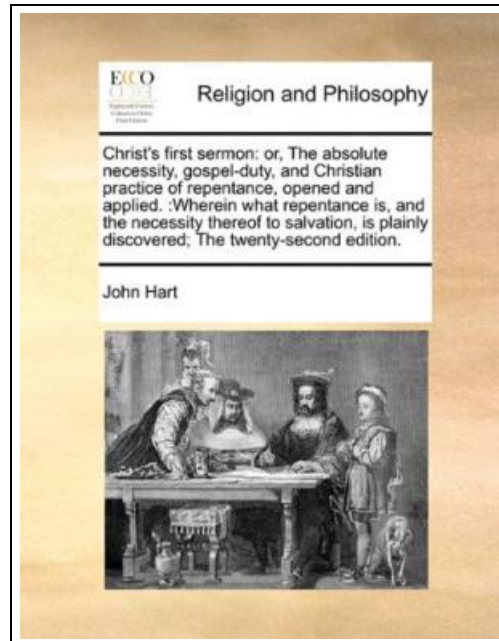 ECCO
Religion and Philosophy
Christ's first sermon: or, The absolute
necessity, gospel-duty, and Christian
practice of repentance, opened and
applied. :Wherein what repentance is, and
the necessity thereof to salvation, is plainly
discovered; The twenty-second edition.
John Hart